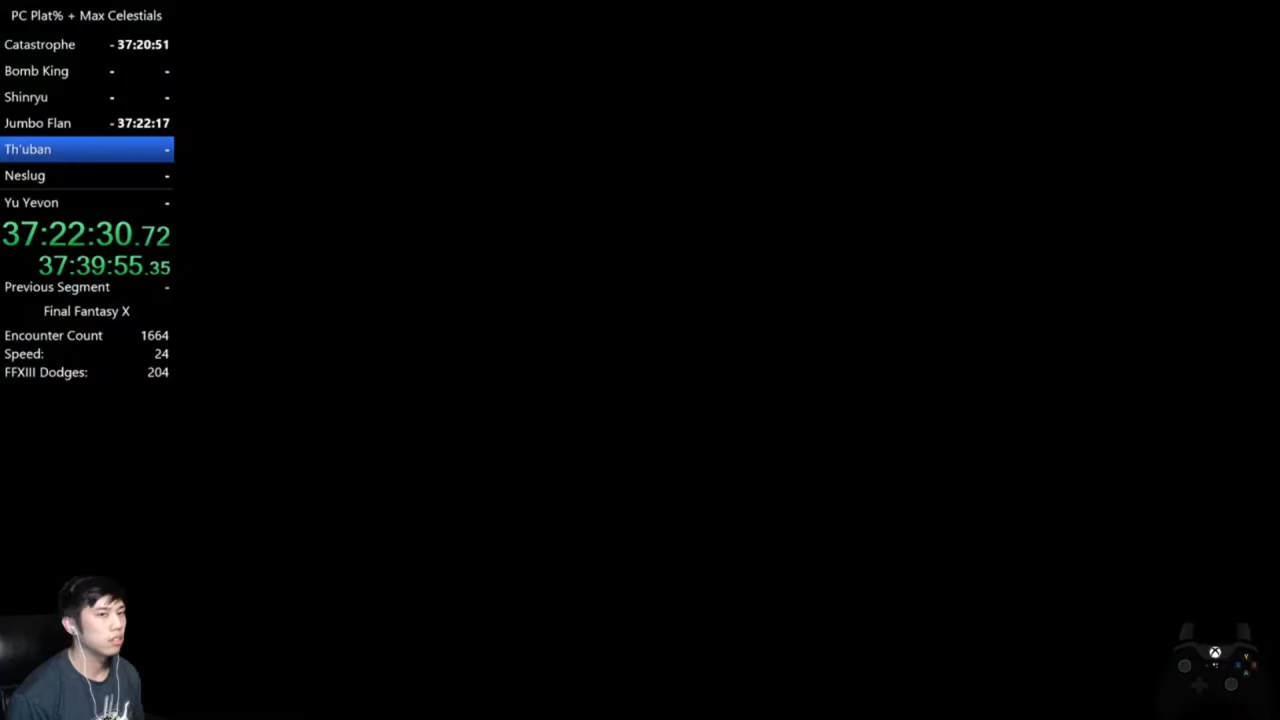 PC Plat% + Max Celestials
Catastrophe - 37:20:51
Bomb King - -
Shinryu - -
Jumbo Flan - 37:22:17
Th'uban -
Neslug -
Yu Yevon -
37:22:30.72
37:39:55.35
Previous Segment -
Final Fantasy X
Encounter Count 1664
Speed: 24
FFXIII Dodges: 204